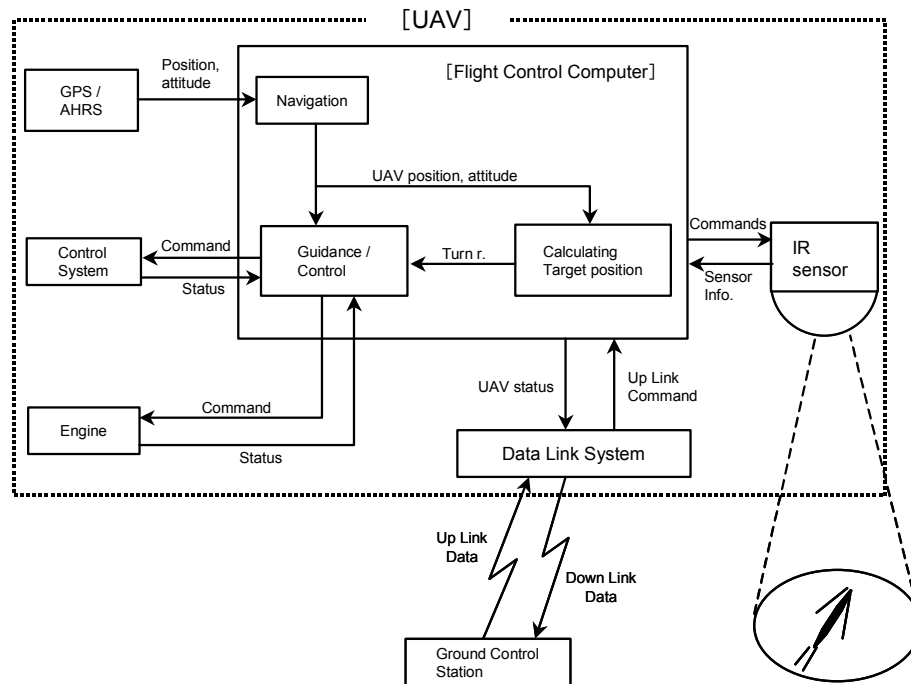 [UAV]
[Flight Control Computer]
Position,
attitude
GPS /
AHRS
Navigation
UAV position, attitude
Control
System
Command
Status
Guidance /
Control
Turn r.
Calculating
Target position
Commands
Sensor
Info.
IR
sensor
UAV status
Up Link
Command
Engine
Command
Status
Data Link System
Up Link
Data
Down Link
Data
Ground Control
Station